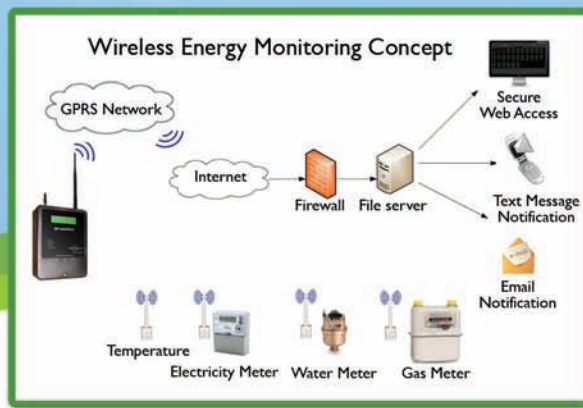 Wireless Energy Monitoring Concept
GPRS Network
Secure
Web Access
Internet
Firewall
File server
Text Message
Notification
Email
Notification
Temperature
Electricity Meter
Water Meter
Gas Meter